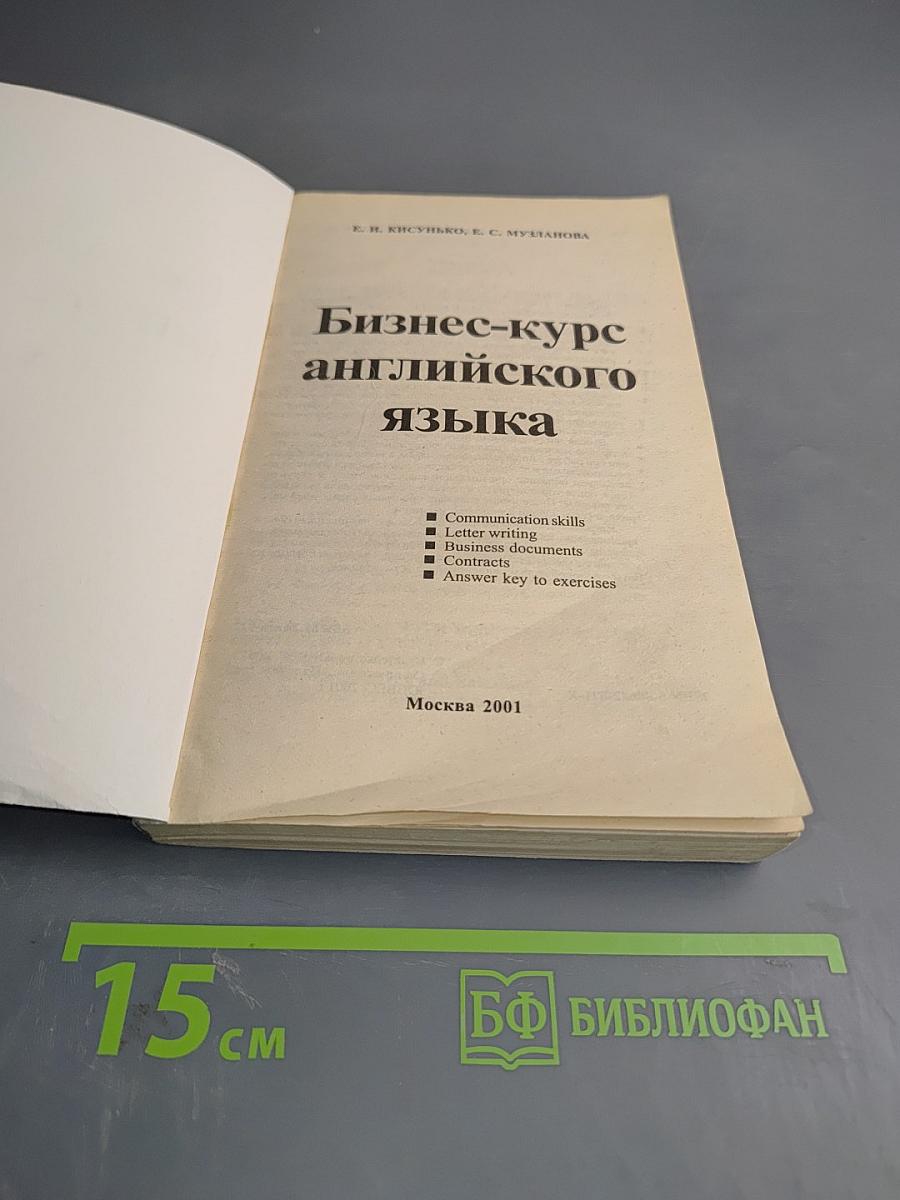 Е. И. КИСУНЬКО, Е. С. МУЗЛАНОВА
Бизнес-курс
английского
языка
■ Communication skills
■ Letter writing
■ Business documents
■ Contracts
■ Answer key to exercises
Москва 2001
15 см
БФ БИБЛИОФАН